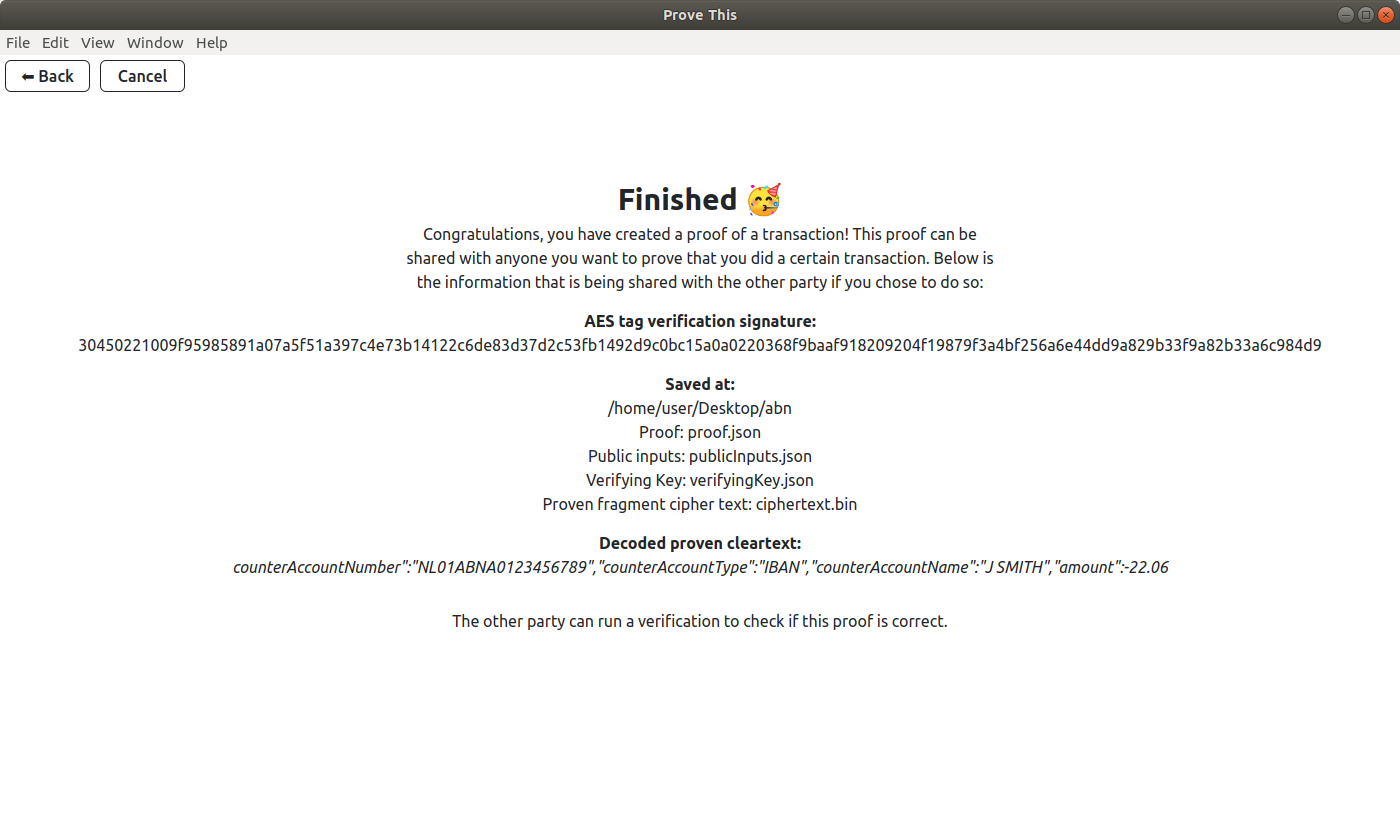 Prove This
File Edit View Window Help
⬅ Back Cancel
Finished 🥳
Congratulations, you have created a proof of a transaction! This proof can be
shared with anyone you want to prove that you did a certain transaction. Below is
the information that is being shared with the other party if you chose to do so:
AES tag verification signature:
30450221009f95985891a07a5f51a397c4e73b14122c6de83d37d2c53fb1492d9c0bc15a0a0220368f9baaf918209204f19879f3a4bf256a6e44dd9a829b33f9a82b33a6c984d9
Saved at:
/home/user/Desktop/abn
Proof: proof.json
Public inputs: publicInputs.json
Verifying Key: verifyingKey.json
Proven fragment cipher text: ciphertext.bin
Decoded proven cleartext:
counterAccountNumber":"NL01ABNA0123456789","counterAccountType":"IBAN","counterAccountName":"J SMITH","amount":-22.06
The other party can run a verification to check if this proof is correct.